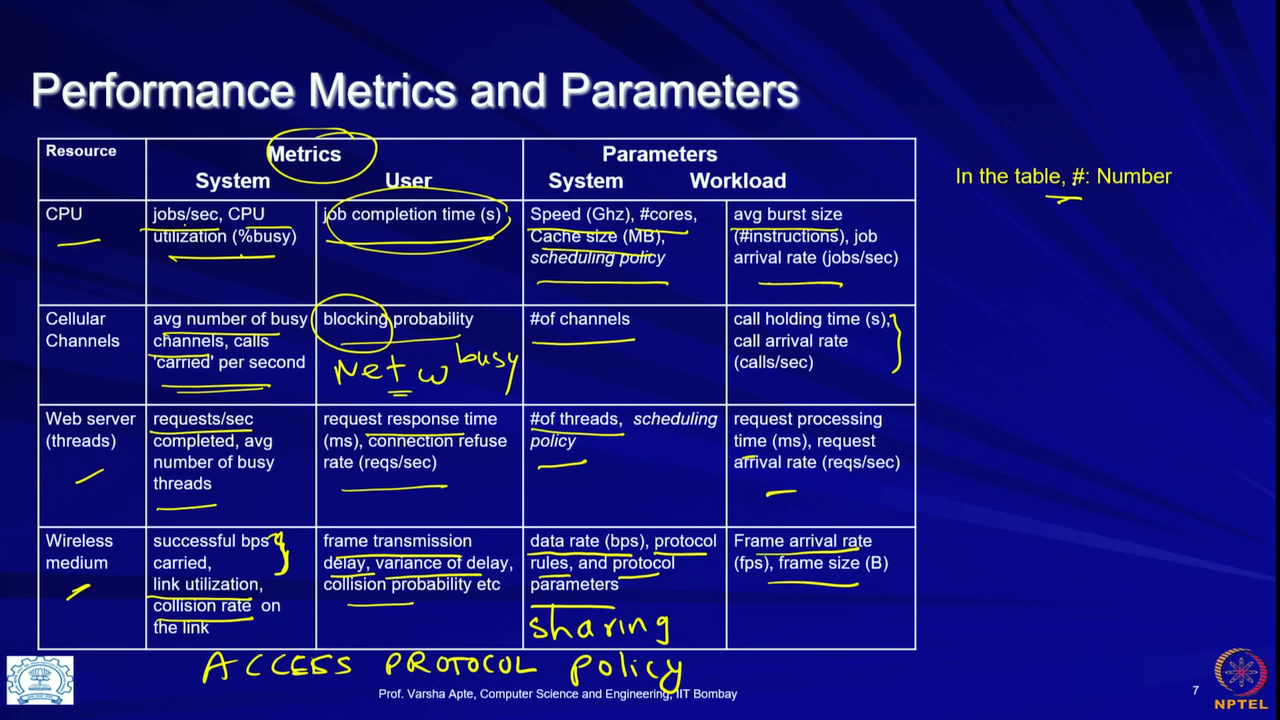 Performance Metrics and Parameters
Resource
Metrics
System User
Parameters
System Workload
In the table, #: Number
CPU
jobs/sec, CPU
utilization (%busy)
job completion time (s)
Speed (Ghz), #cores,
Cache size (MB),
scheduling policy
avg burst size
(#instructions), job
arrival rate (jobs/sec)
Cellular
Channels
avg number of busy
channels, calls
'carried' per second
blocking probability
Net w busy
#of channels
call holding time (s),
call arrival rate
(calls/sec)
Web server
(threads)
requests/sec
completed, avg
number of busy
threads
request response time
(ms), connection refuse
rate (reqs/sec)
#of threads, scheduling
policy
request processing
time (ms), request
arrival rate (reqs/sec)
Wireless
medium
successful bps
carried,
link utilization,
collision rate on
the link
frame transmission
delay, variance of delay,
collision probability etc
data rate (bps), protocol
rules, and protocol
parameters
sharing
Frame arrival rate
(fps), frame size (B)
ACCESS PROTOCOL policy
Prof. Varsha Apte, Computer Science and Engineering, IIT Bombay
7
NPTEL